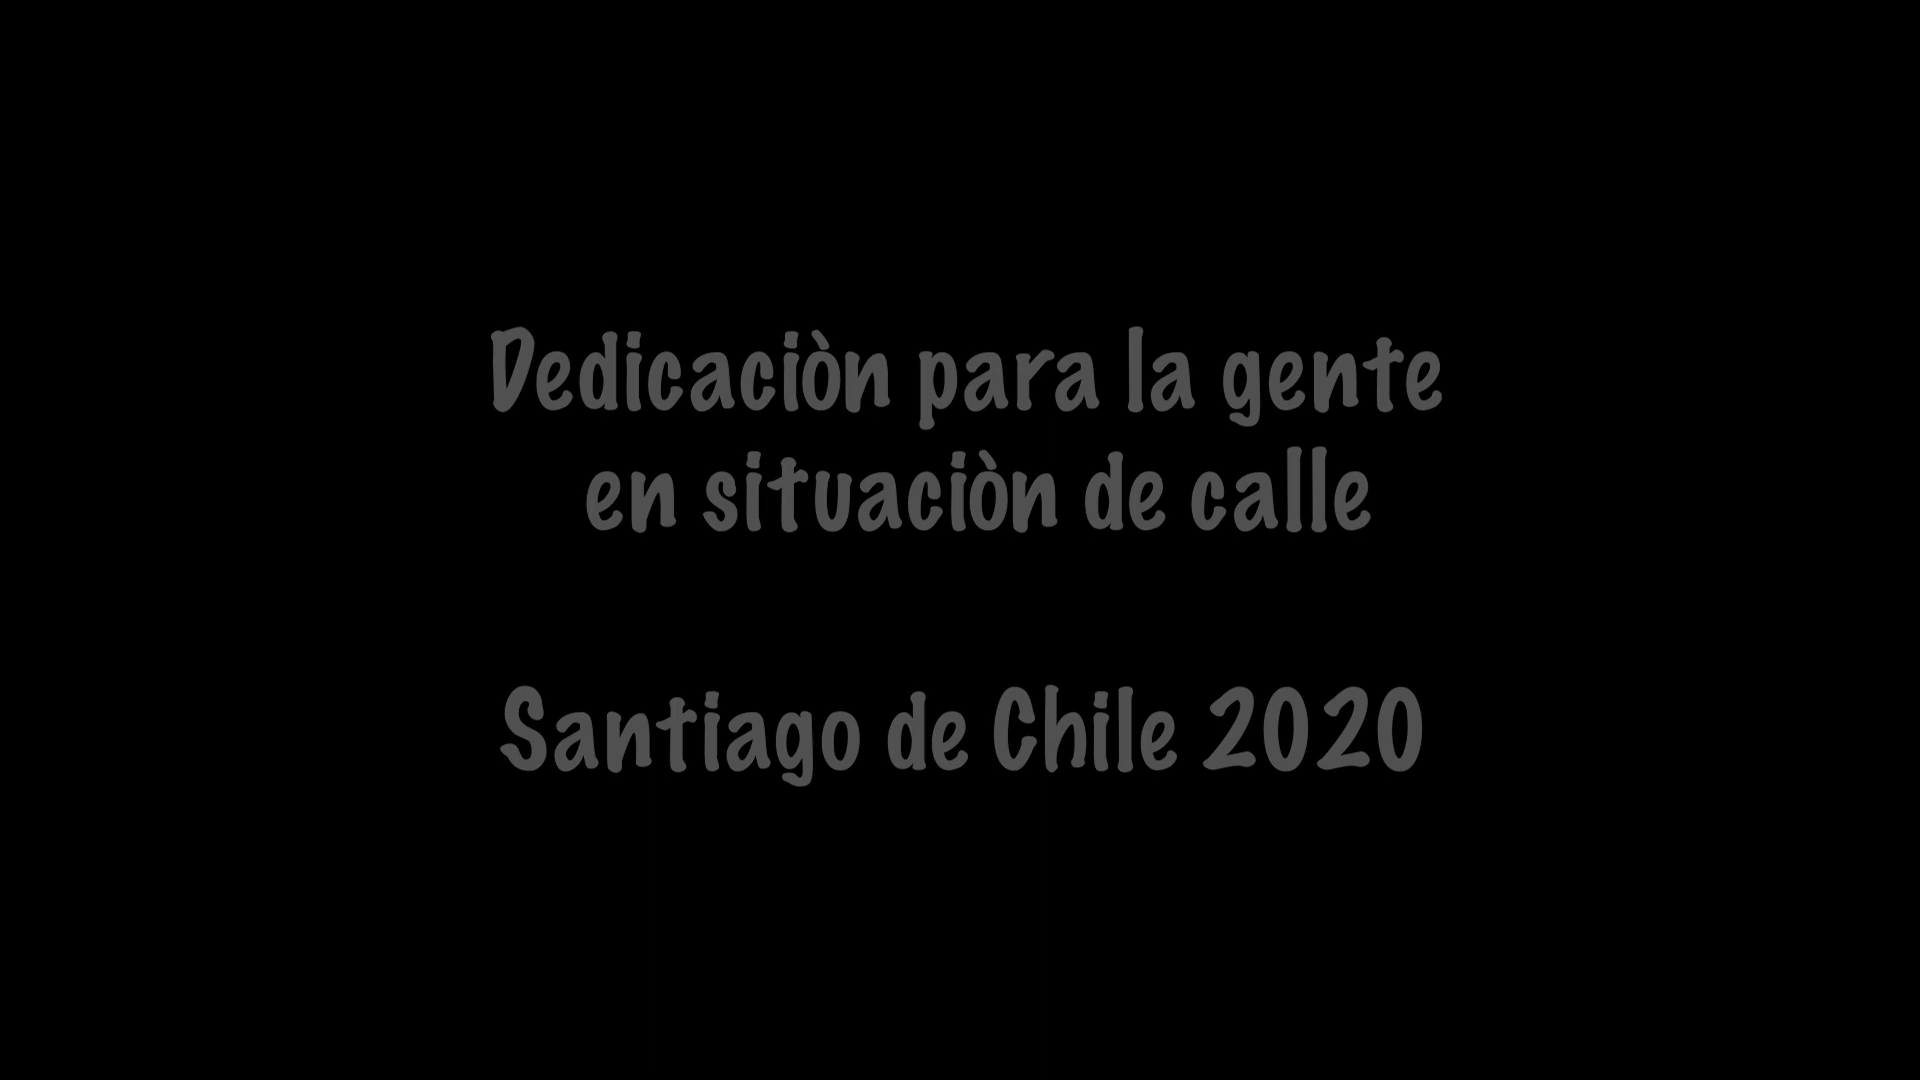 Dedicaciòn para la gente
en situaciòn de calle
Santiago de Chile 2020